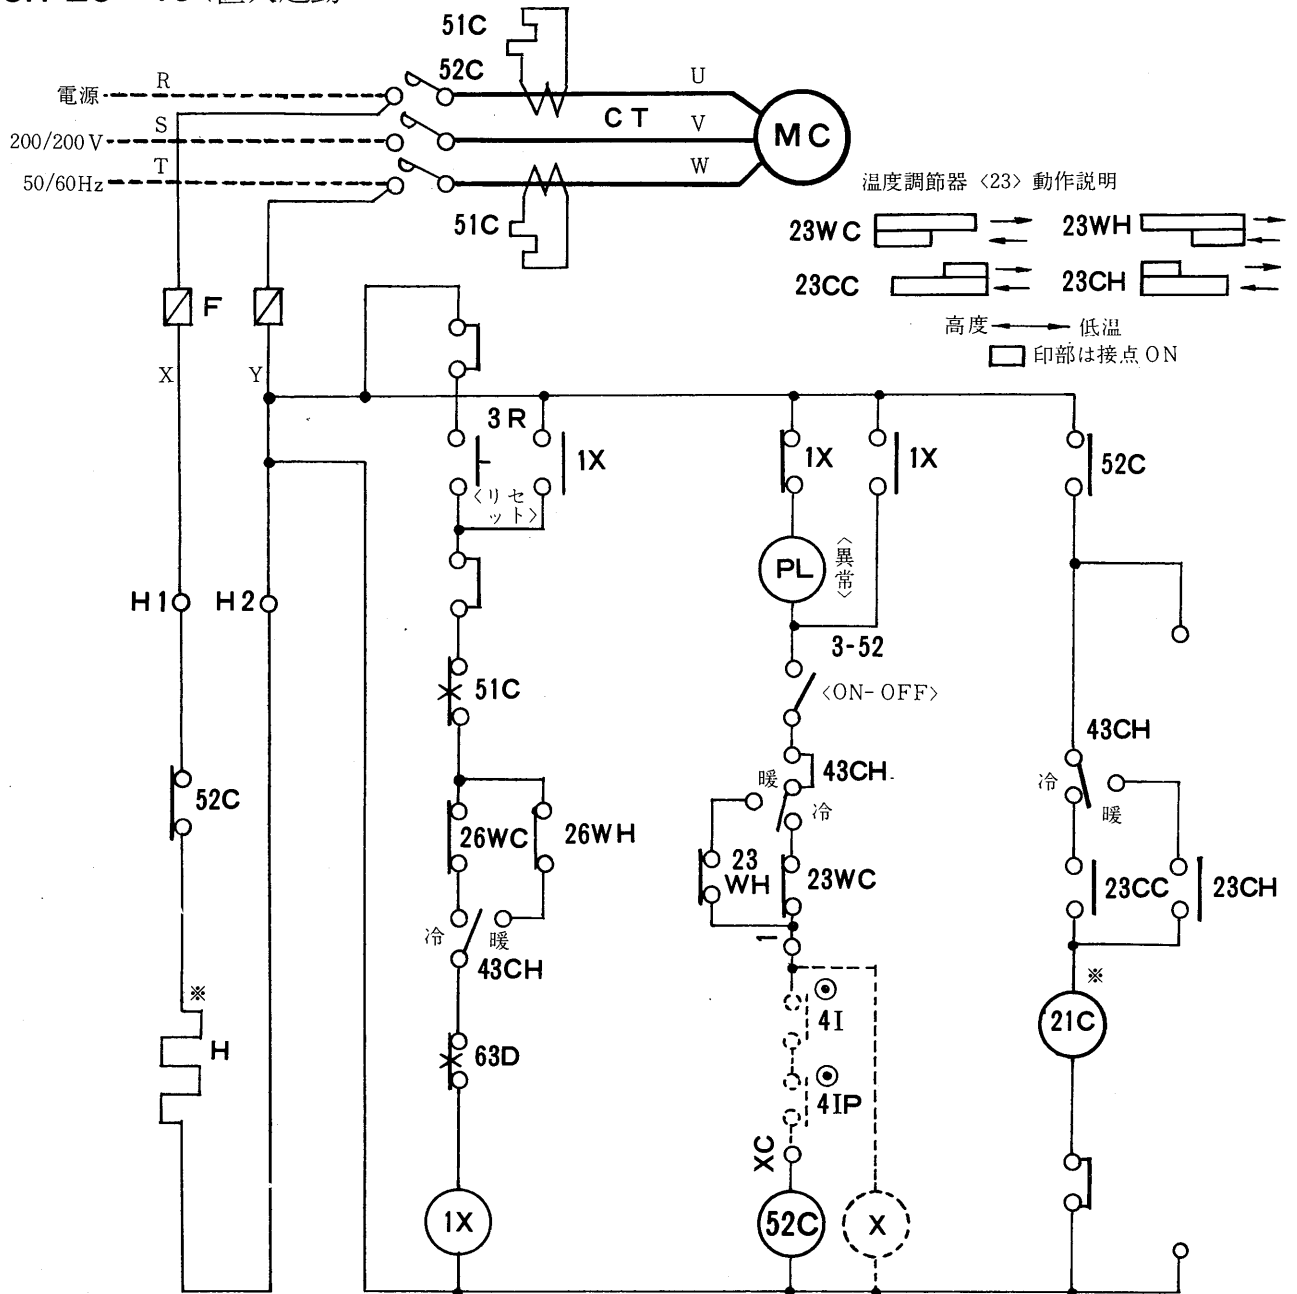 51C
52C
電源
R
U
200/200V
S
CT
V
MC
50/60Hz
T
W
51C
温度調節器〈23〉動作説明
23WC
23WH
23CC
23CH
高度
低温
印部は接点ON
F
X
Y
3R
1X
〈リセ
ット〉
1X
1X
52C
PL
〈異常〉
H1
H2
3-52
〈ON-OFF〉
51C
43CH
52C
暖
43CH
冷
冷
暖
26WC
26WH
23
WH
23WC
23CC
23CH
冷
暖
43CH
1
※
※
H
4I
21C
63D
4IP
XC
1X
52C
X